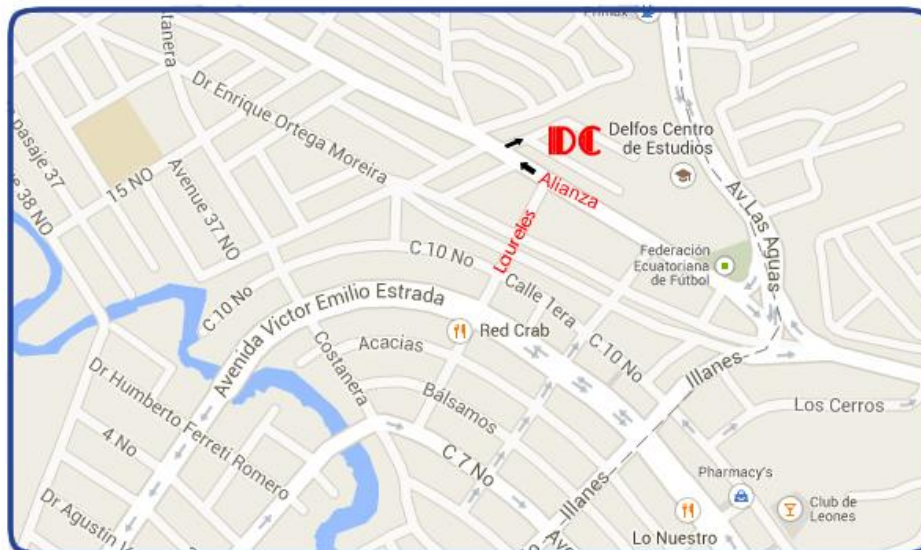 Primax
stanera
Dr Enrique Ortega
Moreira
DC
Delfos Centro
de Estudios
Alianza
pasaje 37
15 NO
Avenue 37 NO
38 NO
Laureles
Av Las Aguas
C 10 No
Federación
Ecuatoriana
de Fútbol
C 10 No
Calle 1era
Avenida Victor Emilio Estrada
Red Crab
Acacias
Costanera
C 10 No
Illanes
Dr Humberto Ferreti Romero
Bálsamos
Los Cerros
4 No
C 7 No
Pharmacy's
Illanes
Club de
Leones
Dr Agustin
Lo Nuestro